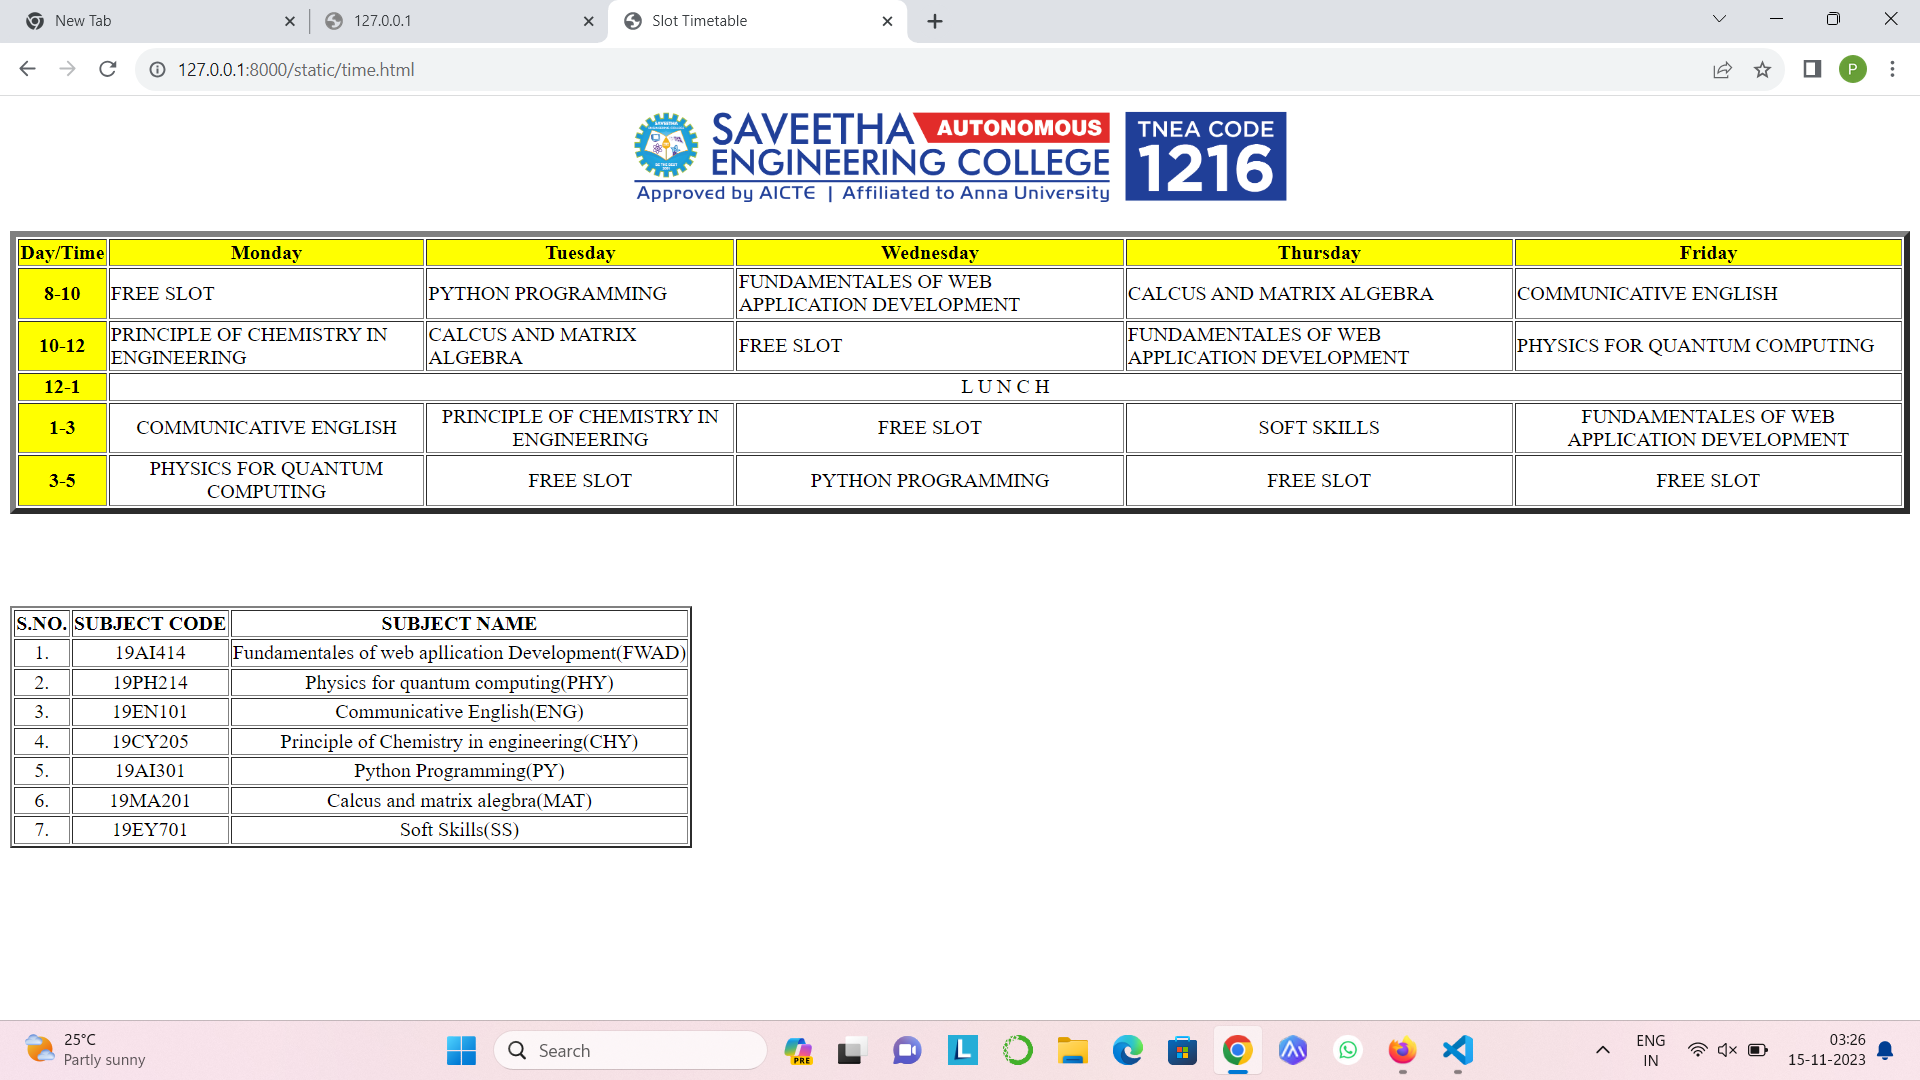 New Tab
127.0.0.1
Slot Timetable
127.0.0.1:8000/static/time.html
P
SAVEETHA AUTONOMOUS
ENGINEERING COLLEGE
Approved by AICTE | Affiliated to Anna University
TNEA CODE
1216
Day/Time Monday Tuesday Wednesday Thursday Friday
8-10 FREE SLOT PYTHON PROGRAMMING FUNDAMENTALES OF WEB APPLICATION DEVELOPMENT CALCUS AND MATRIX ALGEBRA COMMUNICATIVE ENGLISH
10-12 PRINCIPLE OF CHEMISTRY IN ENGINEERING CALCUS AND MATRIX ALGEBRA FREE SLOT FUNDAMENTALES OF WEB APPLICATION DEVELOPMENT PHYSICS FOR QUANTUM COMPUTING
12-1 L U N C H
1-3 COMMUNICATIVE ENGLISH PRINCIPLE OF CHEMISTRY IN ENGINEERING FREE SLOT SOFT SKILLS FUNDAMENTALES OF WEB APPLICATION DEVELOPMENT
3-5 PHYSICS FOR QUANTUM COMPUTING FREE SLOT PYTHON PROGRAMMING FREE SLOT FREE SLOT
S.NO. SUBJECT CODE SUBJECT NAME
1. 19AI414 Fundamentales of web apllication Development(FWAD)
2. 19PH214 Physics for quantum computing(PHY)
3. 19EN101 Communicative English(ENG)
4. 19CY205 Principle of Chemistry in engineering(CHY)
5. 19AI301 Python Programming(PY)
6. 19MA201 Calcus and matrix alegbra(MAT)
7. 19EY701 Soft Skills(SS)
25°C
Partly sunny
Search
PRE
L
ENG
IN
03:26
15-11-2023